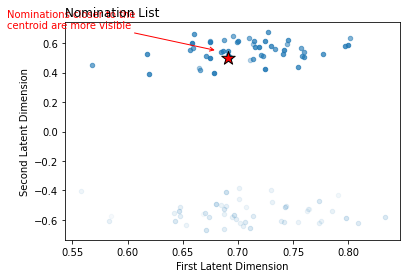 Nomination List
Nominations closer to the
centroid are more visible
Second Latent Dimension
0.6
0.4
0.2
0.0
−0.2
−0.4
−0.6
0.55
0.60
0.65
0.70
0.75
0.80
First Latent Dimension